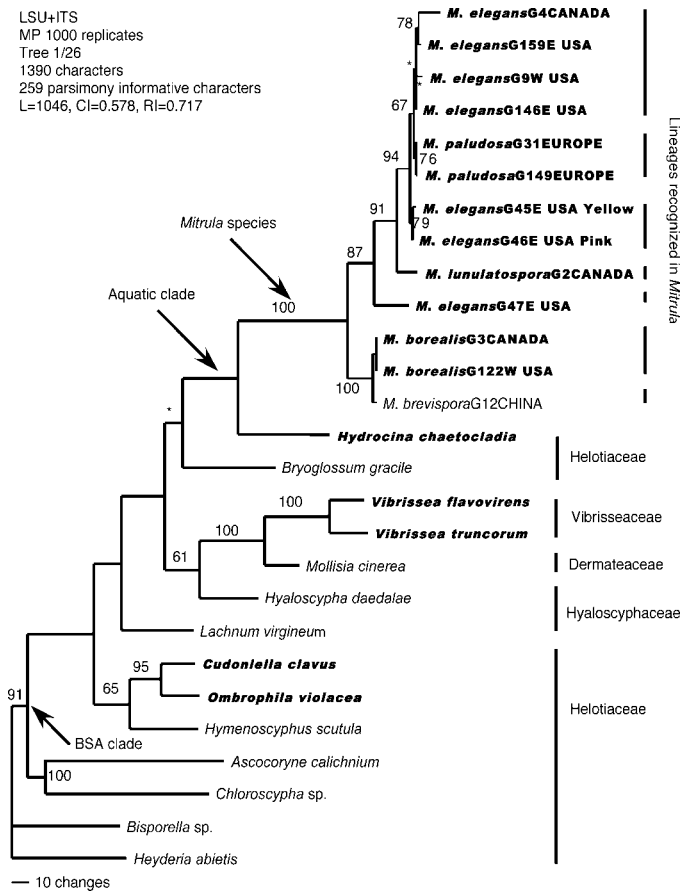 LSU+ITS
MP 1000 replicates
Tree 1/26
1390 characters
259 parsimony informative characters
L=1046, CI=0.578, RI=0.717
78
M. elegansG4CANADA
M. elegansG159E USA
*
M. elegansG9W USA
*
67
M. elegansG146E USA
M. paludosaG31EUROPE
76
94
M. paludosaG149EUROPE
M. elegansG45E USA Yellow
79
91
M. elegansG46E USA Pink
87
M. lunulatosporaG2CANADA
M. elegansG47E USA
Lineages recognized in Mitrula
Mitrula species
100
Aquatic clade
M. borealisG3CANADA
M. borealisG122W USA
100
M. brevisporaG12CHINA
*
Hydrocina chaetocladia
Bryoglossum gracile
Helotiaceae
100
Vibrissea flavovirens
100
Vibrissea truncorum
Vibrisseaceae
61
Mollisia cinerea
Dermateaceae
Hyaloscypha daedalae
Hyaloscyphaceae
Lachnum virgineum
95
Cudoniella clavus
65
Ombrophila violacea
91
Hymenoscyphus scutula
Helotiaceae
BSA clade
Ascocoryne calichnium
100
Chloroscypha sp.
Bisporella sp.
Heyderia abietis
10 changes